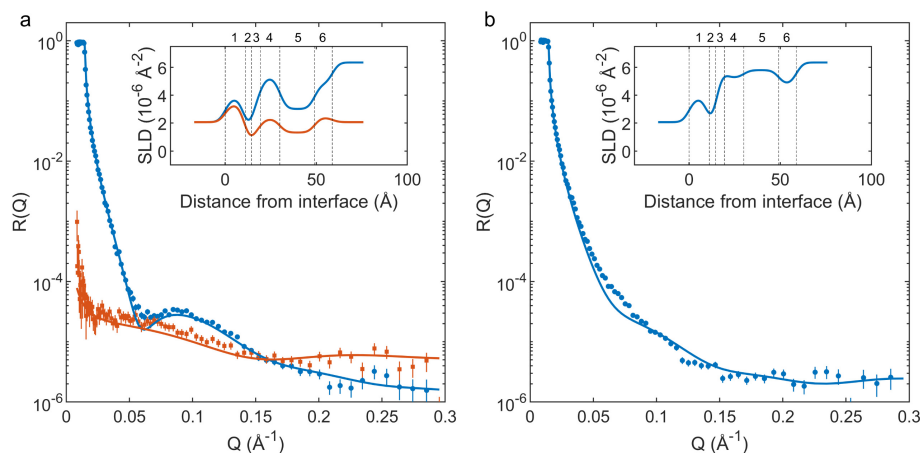 a
b
1 2 3 4 5 6
1 2 3 4 5 6
SLD (10⁻⁶ Å⁻²)
6
4
2
0
0 50 100
Distance from interface (Å)
SLD (10⁻⁶ Å⁻²)
6
4
2
0
0 50 100
Distance from interface (Å)
R(Q)
10⁰
10⁻²
10⁻⁴
10⁻⁶
0 0.05 0.1 0.15 0.2 0.25 0.3
Q (Å⁻¹)
R(Q)
10⁰
10⁻²
10⁻⁴
10⁻⁶
0 0.05 0.1 0.15 0.2 0.25 0.3
Q (Å⁻¹)